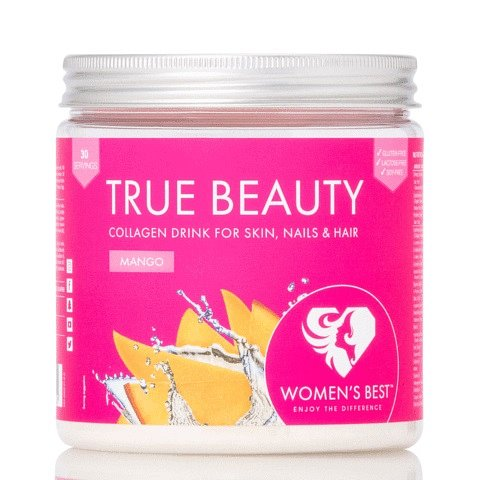 30
SERVINGS
✓ GLUTEN-FREE
✓ LACTOSE-FREE
✓ SOY-FREE
TRUE BEAUTY
COLLAGEN DRINK FOR SKIN, NAILS & HAIR
MANGO
WOMEN'S BEST™
ENJOY THE DIFFERENCE